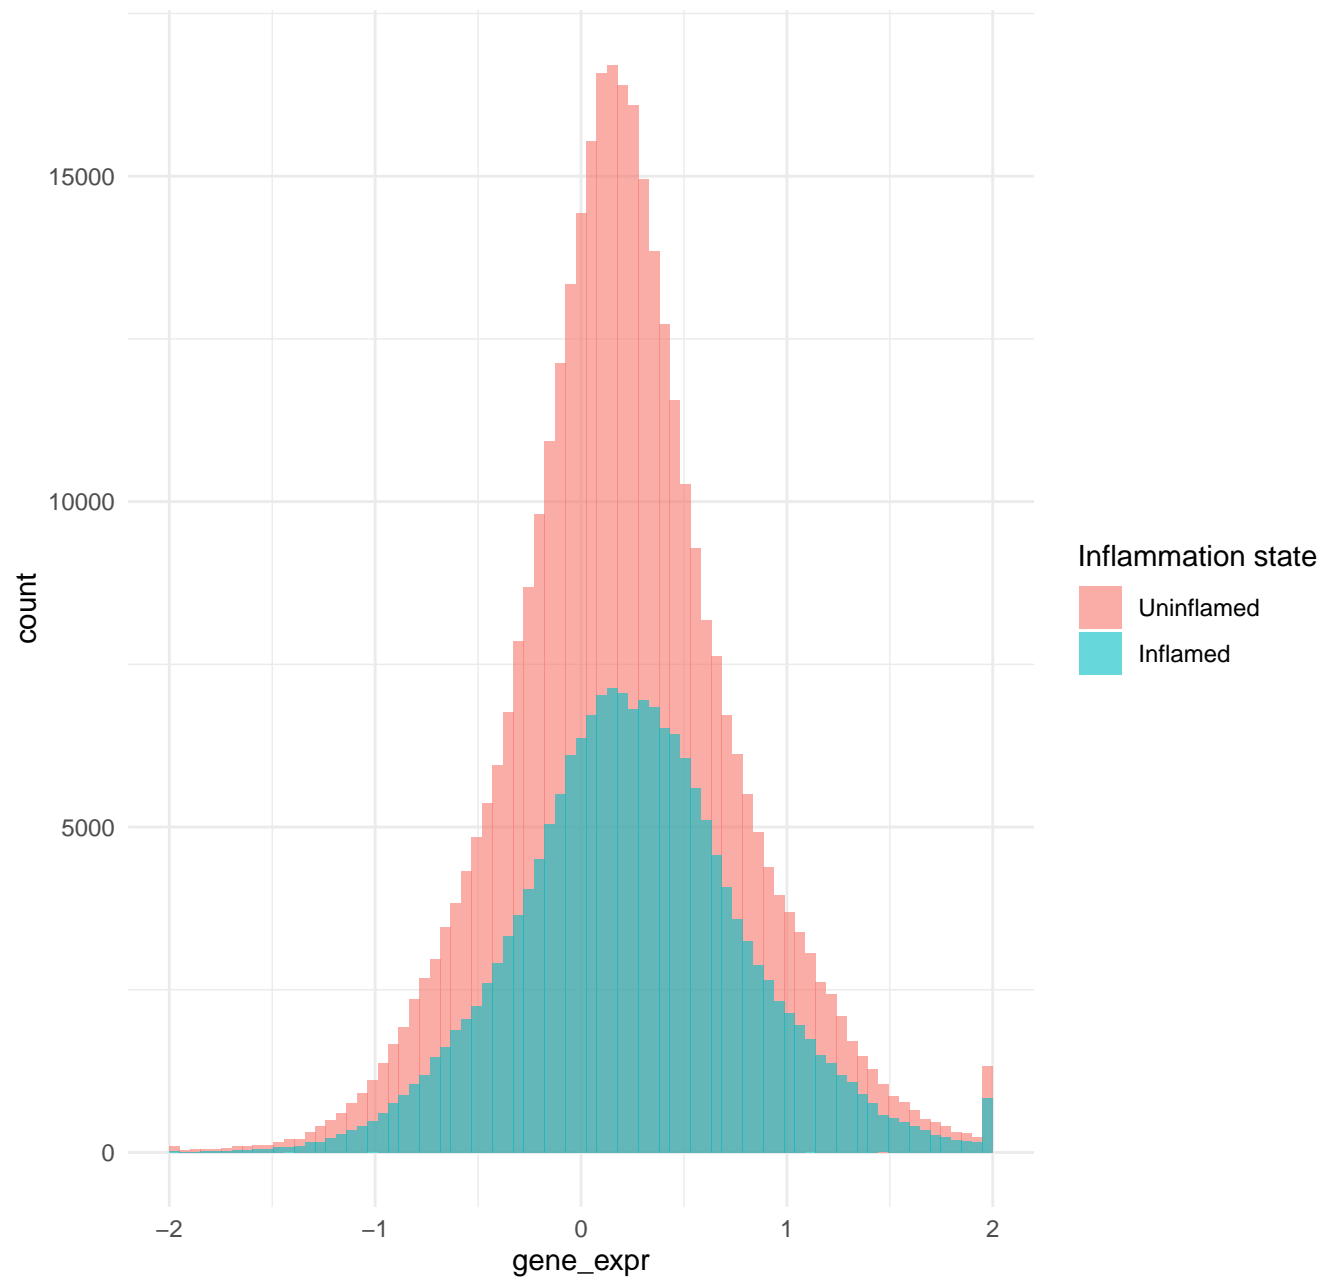 15000
10000
5000
0
count
−2
−1
0
1
2
gene_expr
Inflammation state
Uninflamed
Inflamed